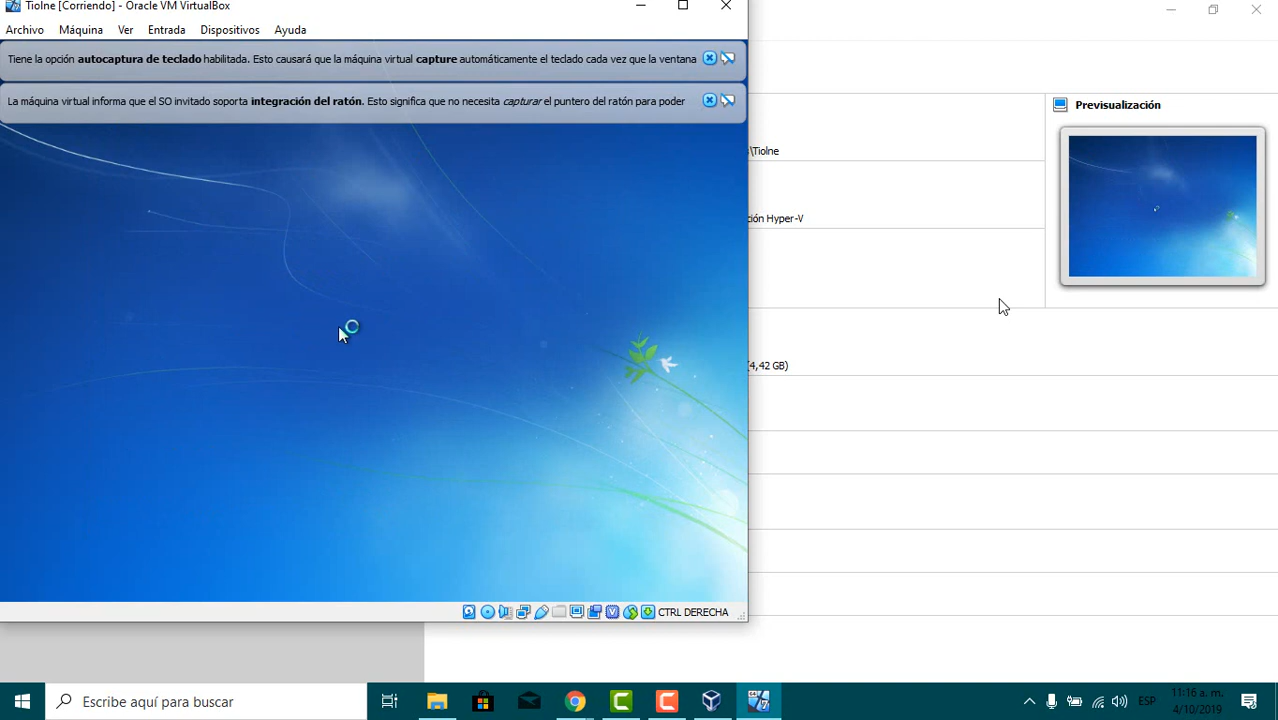 Tiolne [Corriendo] - Oracle VM VirtualBox
Archivo Máquina Ver Entrada Dispositivos Ayuda
Tiene la opción autocaptura de teclado habilitada. Esto causará que la máquina virtual capture automáticamente el teclado cada vez que la ventana
La máquina virtual informa que el SO invitado soporta integración del ratón. Esto significa que no necesita capturar el puntero del ratón para poder
Previsualización
\Tiolne
ción Hyper-V
(4,42 GB)
CTRL DERECHA
Escribe aquí para buscar
ESP
11:16 a. m.
4/10/2019